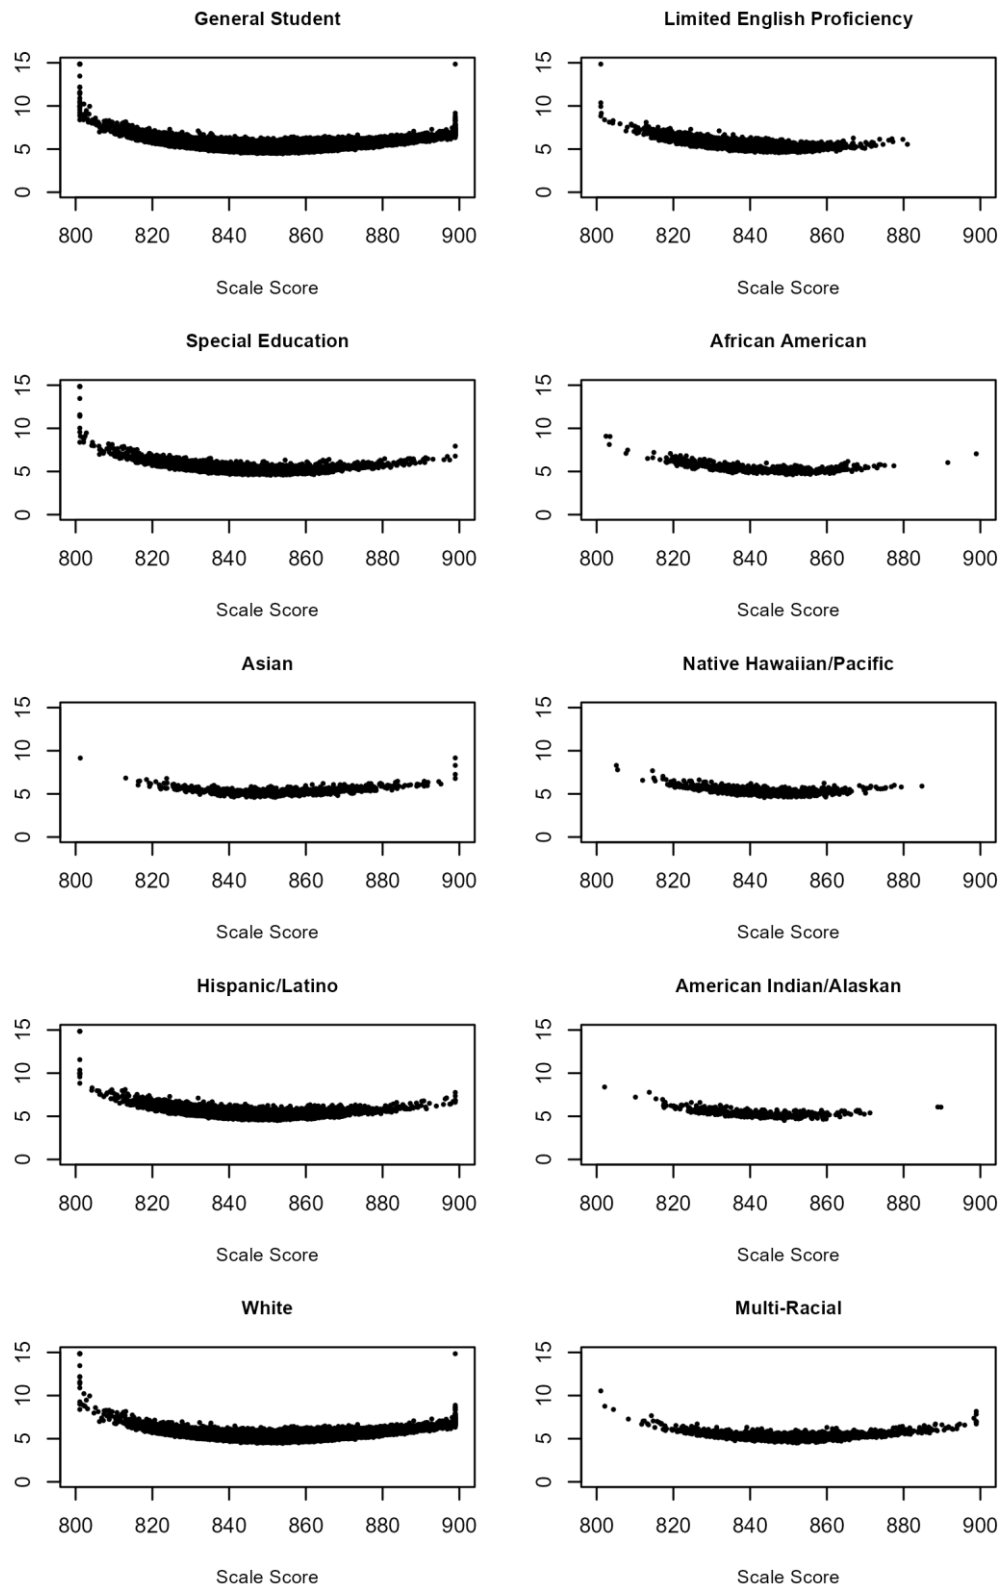 General Student
15
10
5
0
800 820 840 860 880 900
Scale Score
Limited English Proficiency
15
10
5
0
800 820 840 860 880 900
Scale Score
Special Education
15
10
5
0
800 820 840 860 880 900
Scale Score
African American
15
10
5
0
800 820 840 860 880 900
Scale Score
Asian
15
10
5
0
800 820 840 860 880 900
Scale Score
Native Hawaiian/Pacific
15
10
5
0
800 820 840 860 880 900
Scale Score
Hispanic/Latino
15
10
5
0
800 820 840 860 880 900
Scale Score
American Indian/Alaskan
15
10
5
0
800 820 840 860 880 900
Scale Score
White
15
10
5
0
800 820 840 860 880 900
Scale Score
Multi-Racial
15
10
5
0
800 820 840 860 880 900
Scale Score